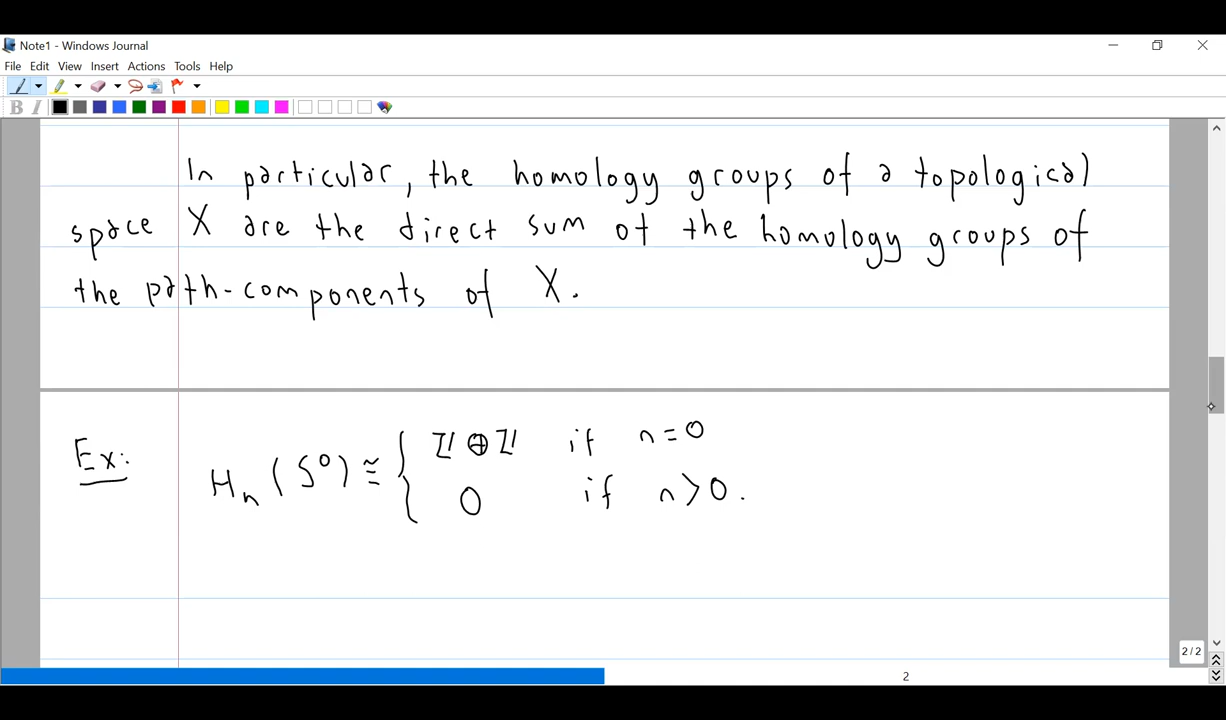 Note1 - Windows Journal
File Edit View Insert Actions Tools Help
B I
In particular, the homology groups of a topological
space X are the direct sum of the homology groups of
the path-components of X.
Ex: Hₙ(S⁰) ≅ { ℤ ⊕ ℤ if n = 0
0 if n > 0.
2 / 2
2